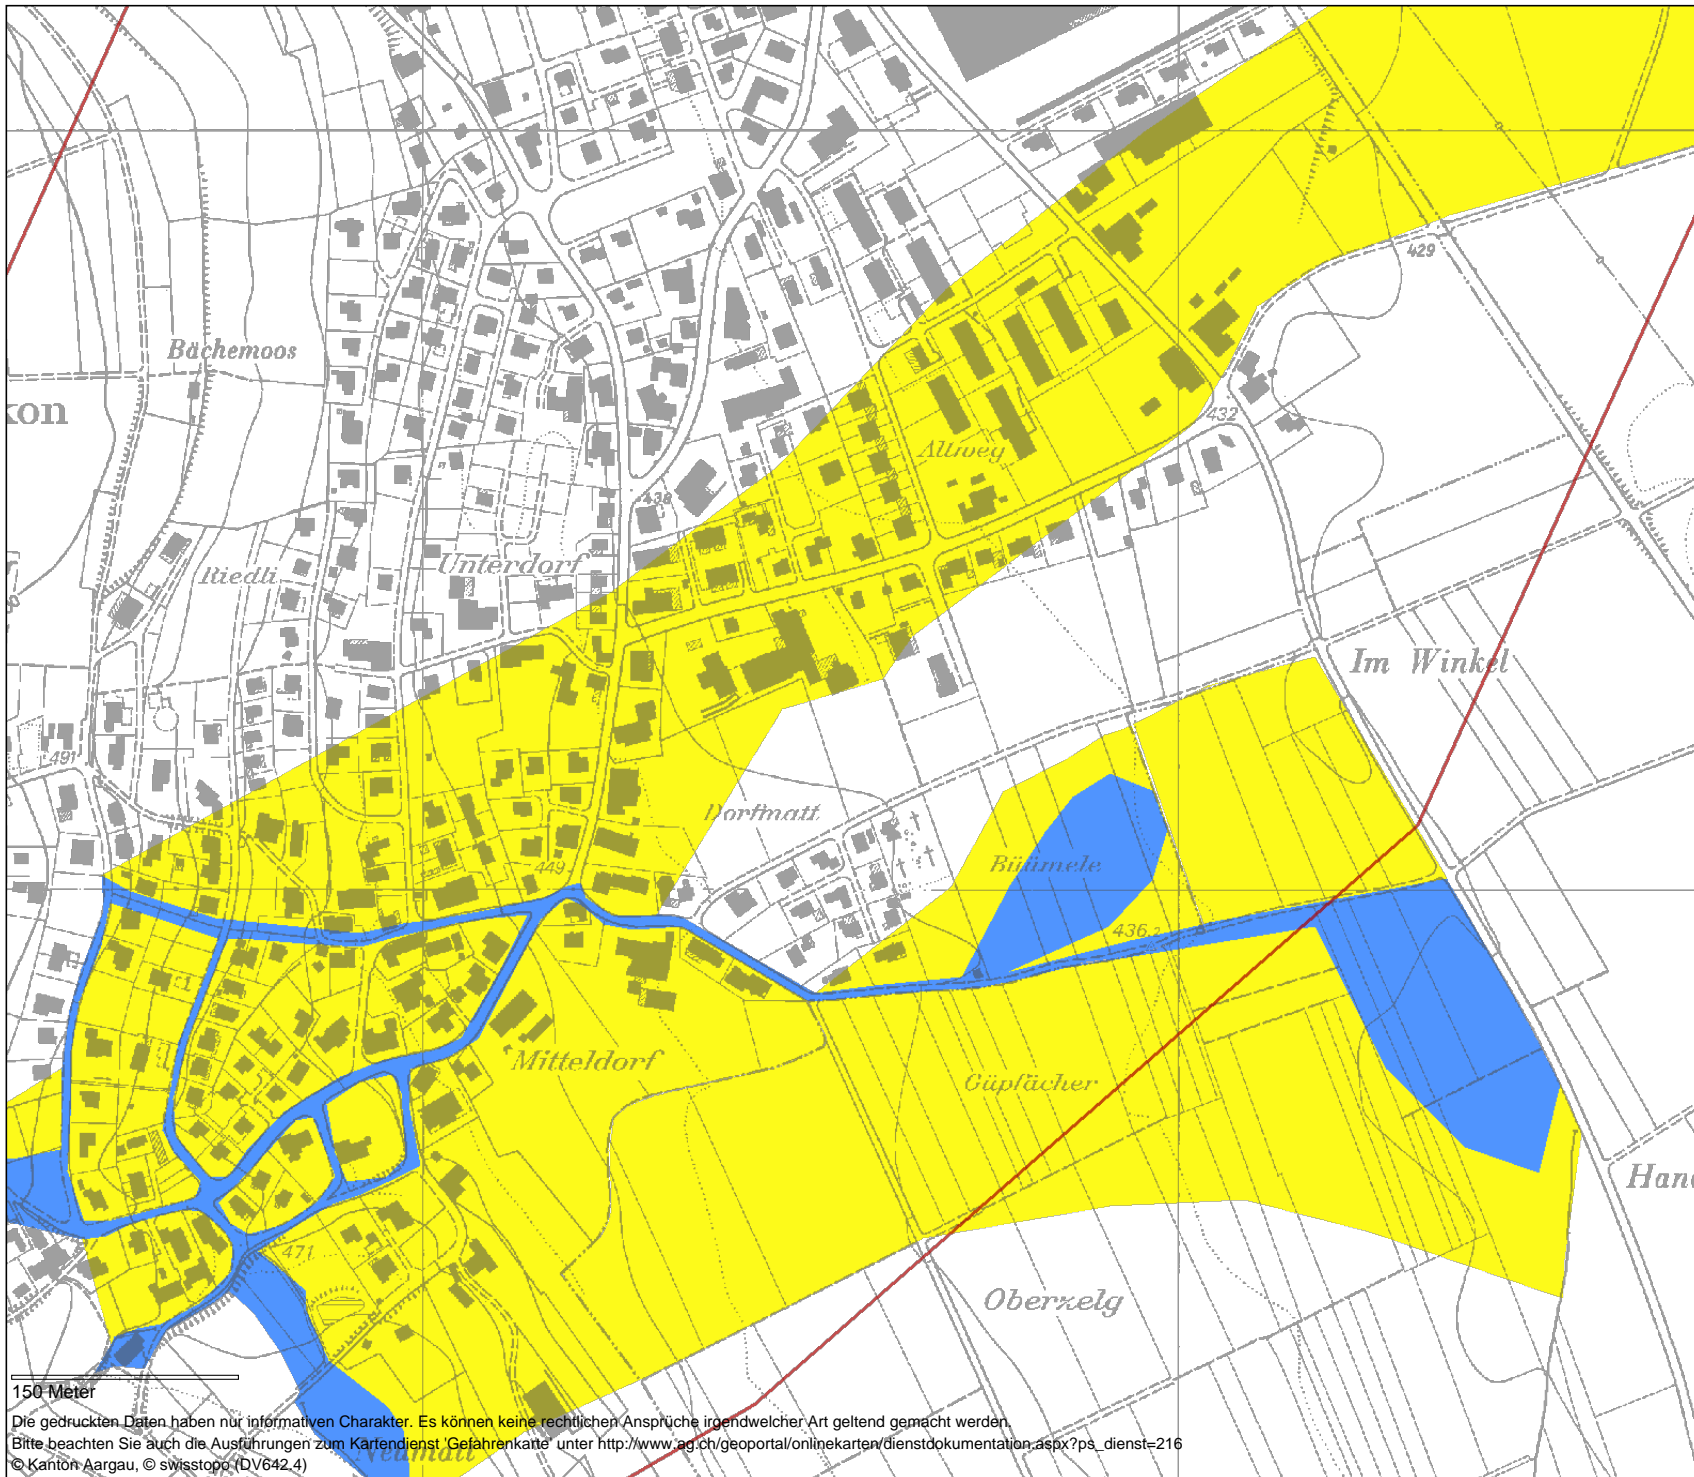 429
Bächemoos
kon
432
Altweg
438
Unterdorf
Riedli
Im Winkel
491
Dorfmatt
449
Büümele
436.2
Mitteldorf
Güpfächer
Hand
471
Oberzelg
150 Meter
Die gedruckten Daten haben nur informativen Charakter. Es können keine rechtlichen Ansprüche irgendwelcher Art geltend gemacht werden.
Bitte beachten Sie auch die Ausführungen zum Kartendienst 'Gefahrenkarte' unter http://www.ag.ch/geoportal/onlinekarten/dienstdokumentation.aspx?ps_dienst=216
Neumatt
© Kanton Aargau, © swisstopo (DV642.4)